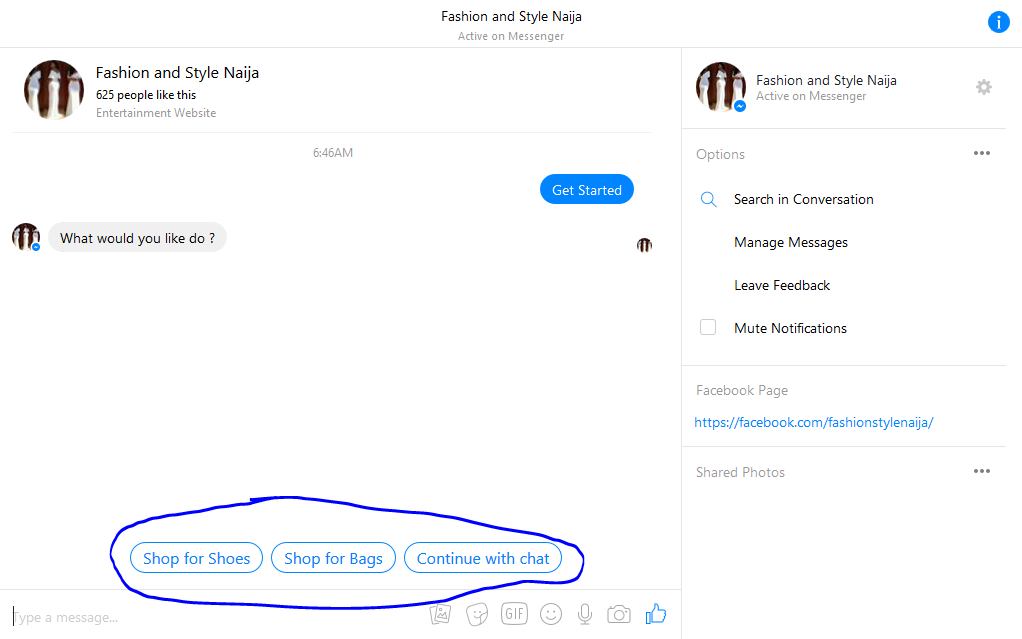 Fashion and Style Naija
Active on Messenger
Fashion and Style Naija
625 people like this
Entertainment Website
6:46AM
Get Started
What would you like do ?
Shop for Shoes
Shop for Bags
Continue with chat
Type a message...
GIF
Fashion and Style Naija
Active on Messenger
Options
Search in Conversation
Manage Messages
Leave Feedback
Mute Notifications
Facebook Page
https://facebook.com/fashionstylenaija/
Shared Photos